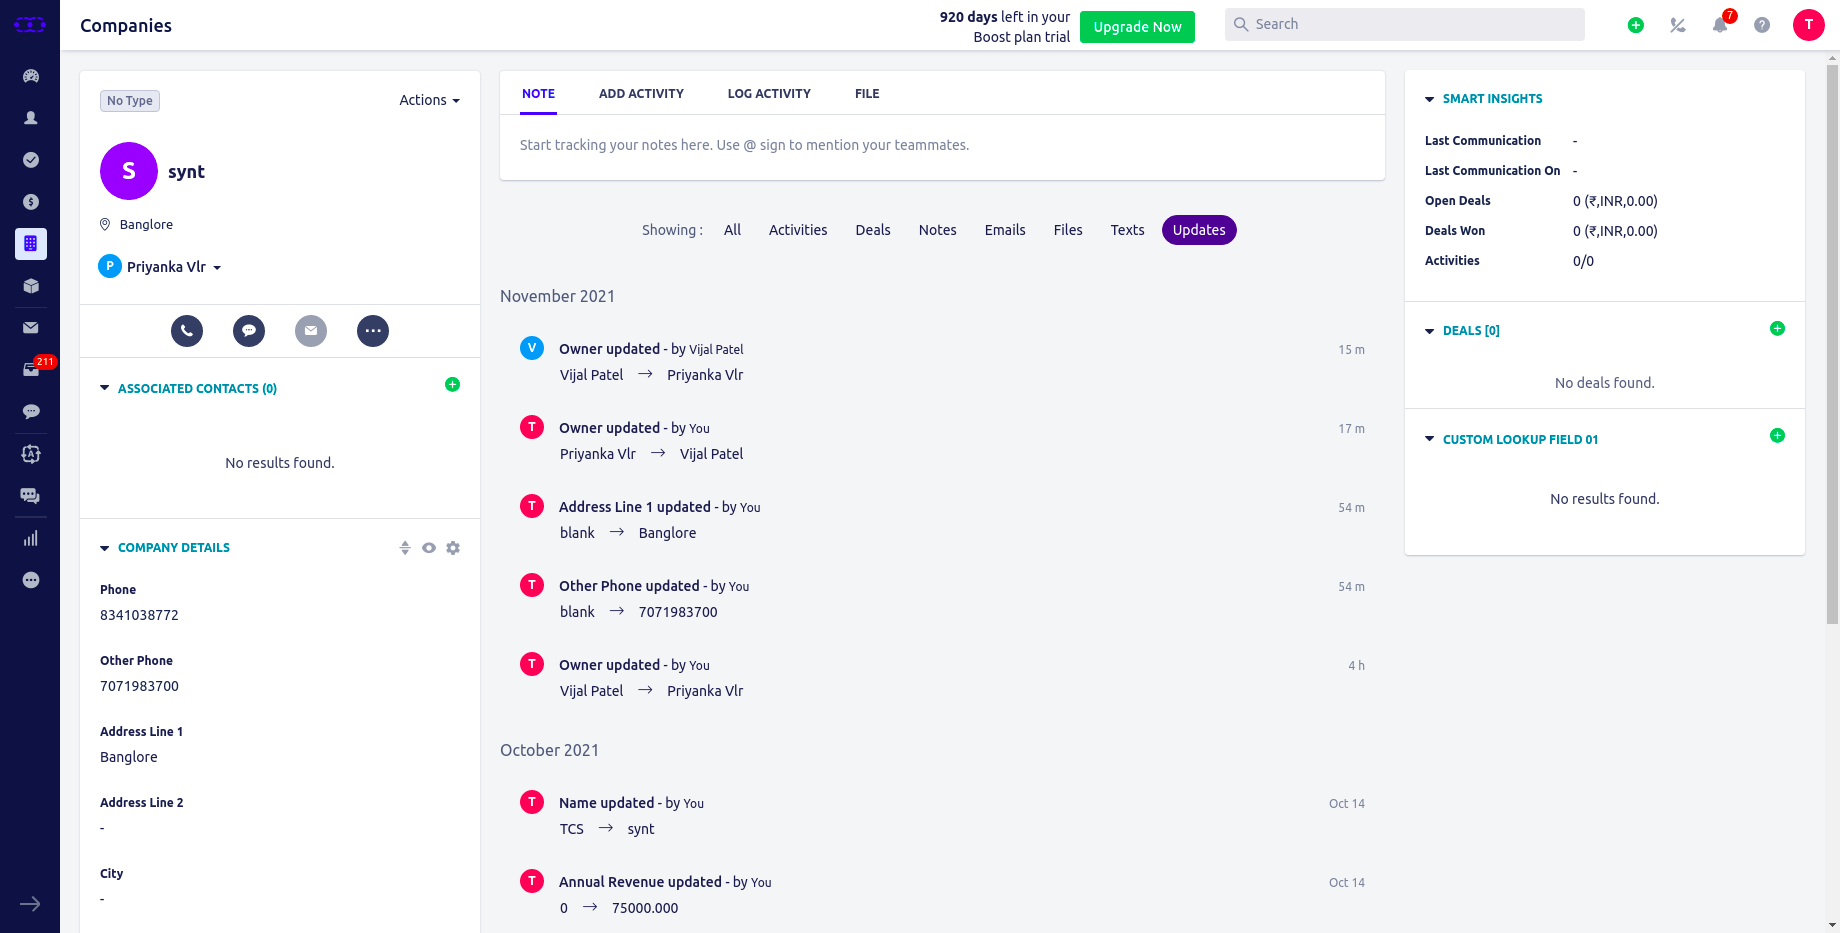 Companies
920 days left in your
Boost plan trial
Upgrade Now
Search
7
T
211
No Type
Actions
S
synt
Banglore
P
Priyanka Vlr
ASSOCIATED CONTACTS (0)
No results found.
COMPANY DETAILS
Phone
8341038772
Other Phone
7071983700
Address Line 1
Banglore
Address Line 2
-
City
-
NOTE
ADD ACTIVITY
LOG ACTIVITY
FILE
Start tracking your notes here. Use @ sign to mention your teammates.
Showing : All Activities Deals Notes Emails Files Texts Updates
November 2021
V
Owner updated - by Vijal Patel
15 m
Vijal Patel → Priyanka Vlr
T
Owner updated - by You
17 m
Priyanka Vlr → Vijal Patel
T
Address Line 1 updated - by You
54 m
blank → Banglore
T
Other Phone updated - by You
54 m
blank → 7071983700
T
Owner updated - by You
4 h
Vijal Patel → Priyanka Vlr
October 2021
T
Name updated - by You
Oct 14
TCS → synt
T
Annual Revenue updated - by You
Oct 14
0 → 75000.000
SMART INSIGHTS
Last Communication -
Last Communication On -
Open Deals 0 (₹,INR,0.00)
Deals Won 0 (₹,INR,0.00)
Activities 0/0
DEALS [0]
No deals found.
CUSTOM LOOKUP FIELD 01
No results found.